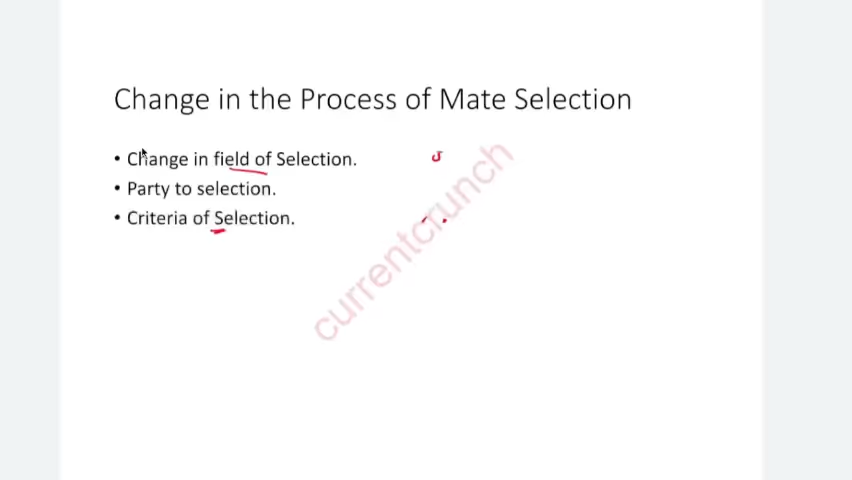 Change in the Process of Mate Selection
• Change in field of Selection.
• Party to selection.
• Criteria of Selection.
currentcrunch